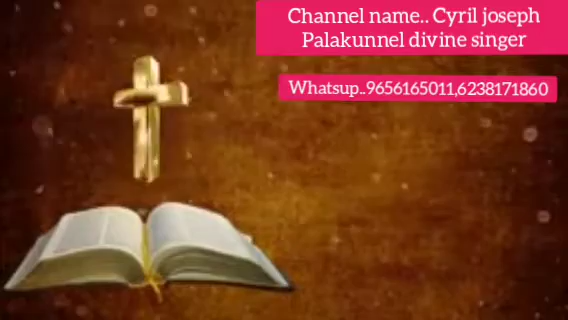 Channel name.. Cyril joseph
Palakunnel divine singer
Whatsup..9656165011,6238171860